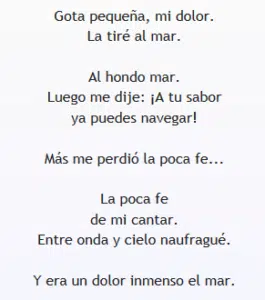 Gota pequeña, mi dolor.
La tiré al mar.
Al hondo mar.
Luego me dije: ¡A tu sabor
ya puedes navegar!
Más me perdió la poca fe...
La poca fe
de mi cantar.
Entre onda y cielo naufragué.
Y era un dolor inmenso el mar.